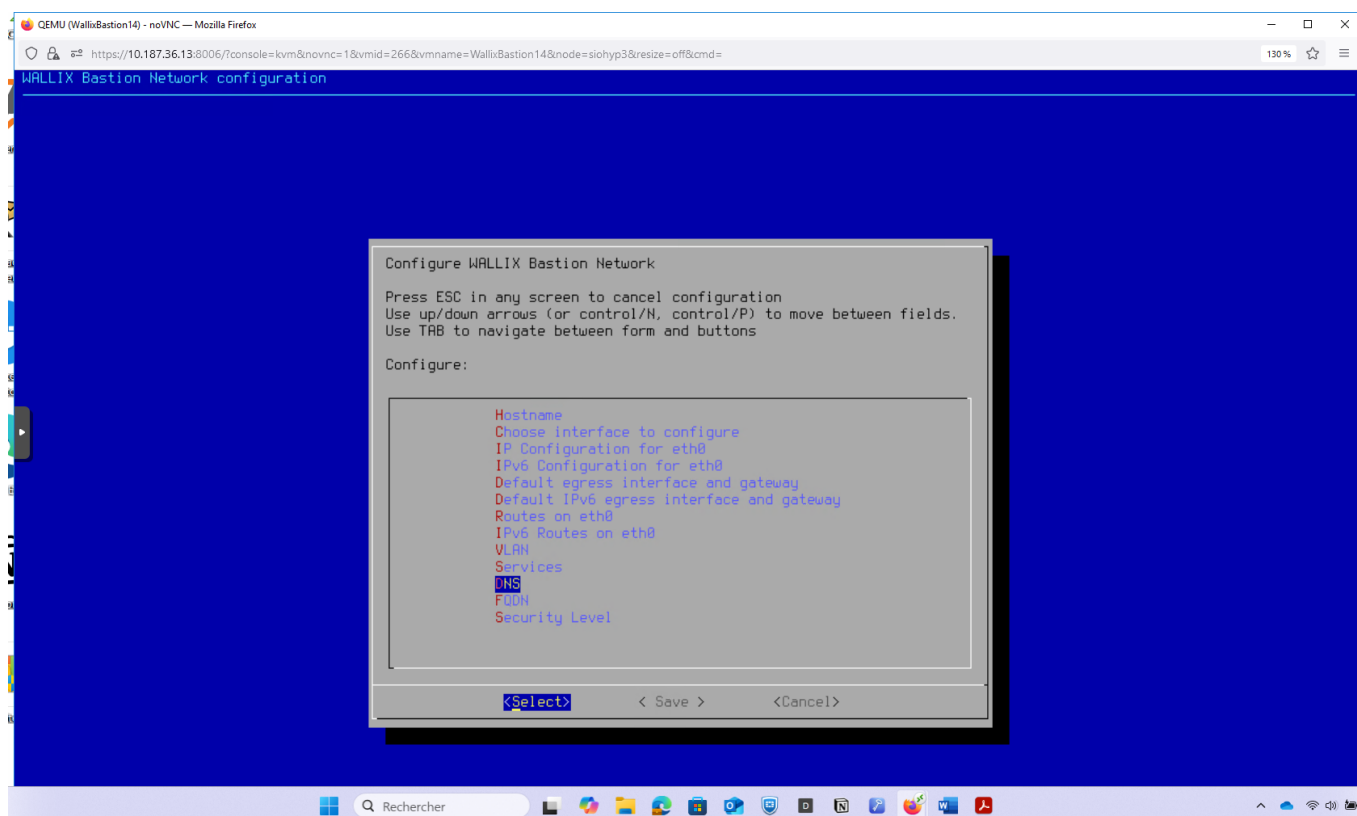 QEMU (WallixBastion14) - noVNC — Mozilla Firefox
https://10.187.36.13:8006/?console=kvm&novnc=1&vmid=266&vmname=WallixBastion14&node=siohyp3&resize=off&cmd=
130 %
WALLIX Bastion Network configuration
Configure WALLIX Bastion Network
Press ESC in any screen to cancel configuration
Use up/down arrows (or control/N, control/P) to move between fields.
Use TAB to navigate between form and buttons
Configure:
Hostname
Choose interface to configure
IP Configuration for eth0
IPv6 Configuration for eth0
Default egress interface and gateway
Default IPv6 egress interface and gateway
Routes on eth0
IPv6 Routes on eth0
VLAN
Services
DNS
FQDN
Security Level
<Select> < Save > <Cancel>
Rechercher